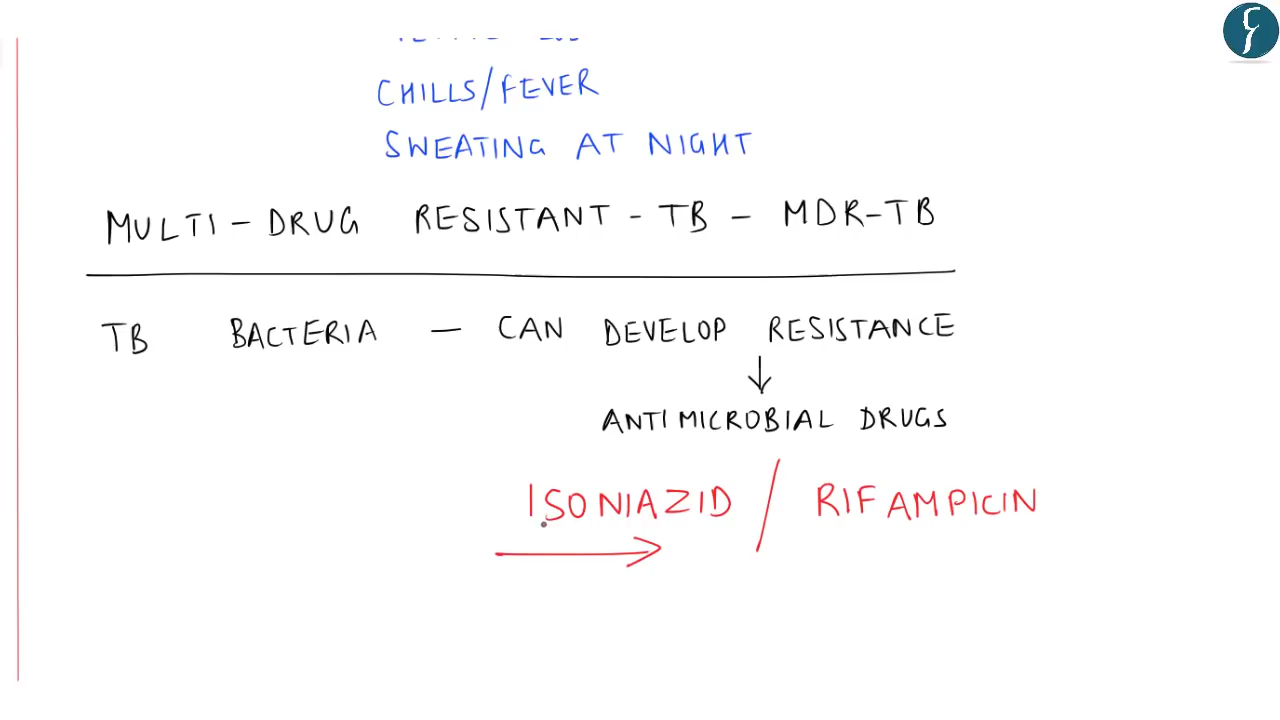 CHILLS/FEVER
SWEATING AT NIGHT
MULTI-DRUG RESISTANT-TB-MDR-TB
TB BACTERIA — CAN DEVELOP RESISTANCE
↓
ANTIMICROBIAL DRUGS
ISONIAZID / RIFAMPICIN